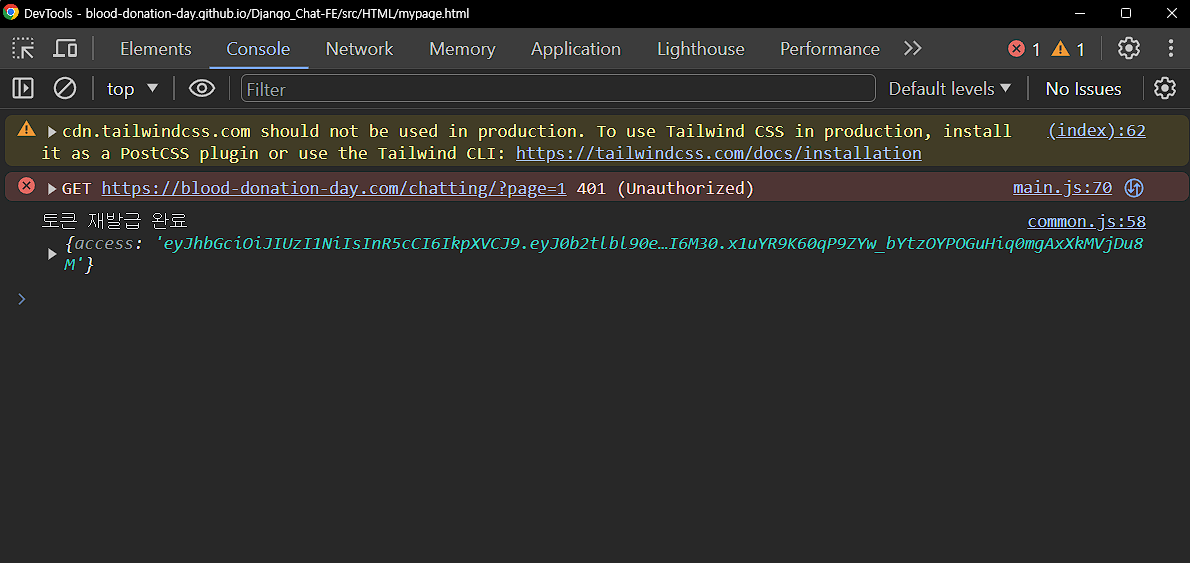 DevTools - blood-donation-day.github.io/Django_Chat-FE/src/HTML/mypage.html
Elements Console Network Memory Application Lighthouse Performance 1 1
top Filter Default levels No Issues
cdn.tailwindcss.com should not be used in production. To use Tailwind CSS in production, install (index):62
it as a PostCSS plugin or use the Tailwind CLI: https://tailwindcss.com/docs/installation
GET https://blood-donation-day.com/chatting/?page=1 401 (Unauthorized) main.js:70
토큰 재발급 완료 common.js:58
{access: 'eyJhbGciOiJIUzI1NiIsInR5cCI6IkpXVCJ9.eyJ0b2tlbl90e…I6M30.x1uYR9K60qP9ZYw_bYtzOYPOGuHiq0mgAxXkMVjDu8
M'}